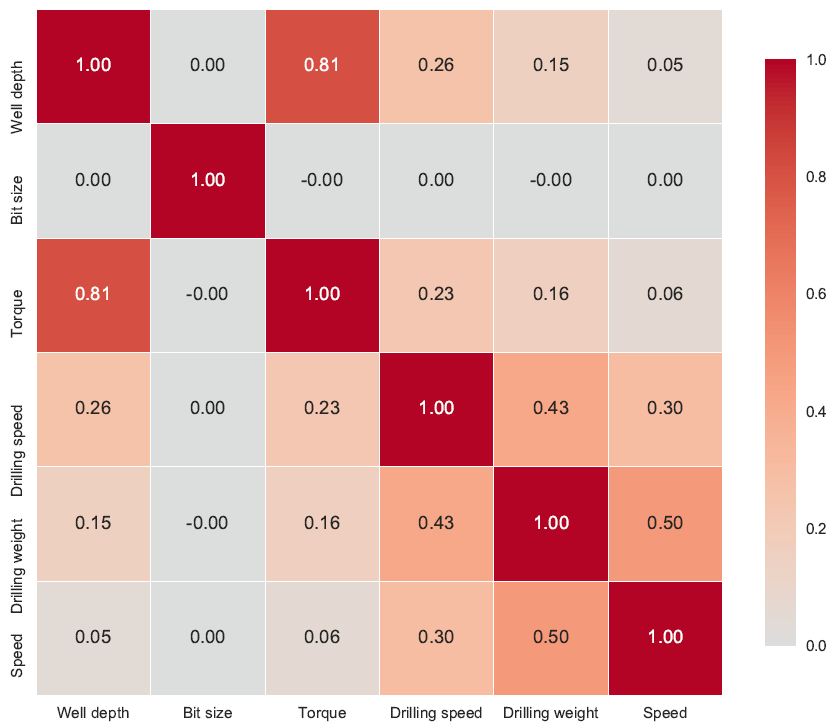 Well depth 1.00 0.00 0.81 0.26 0.15 0.05
Bit size 0.00 1.00 -0.00 0.00 -0.00 0.00
Torque 0.81 -0.00 1.00 0.23 0.16 0.06
Drilling speed 0.26 0.00 0.23 1.00 0.43 0.30
Drilling weight 0.15 -0.00 0.16 0.43 1.00 0.50
Speed 0.05 0.00 0.06 0.30 0.50 1.00
Well depth Bit size Torque Drilling speed Drilling weight Speed
1.0
0.8
0.6
0.4
0.2
0.0